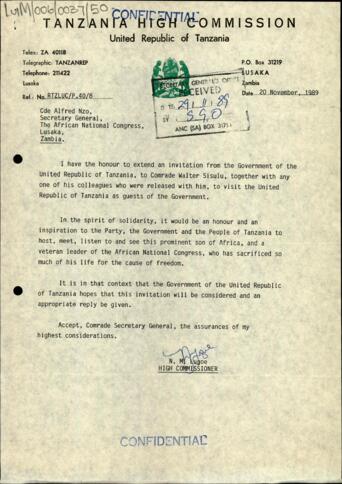 LuM/006/0027/50
CONFIDENTIAL
TANZANIA HIGH COMMISSION
United Republic of Tanzania
Telex: ZA 40118
Telegraphic: TANZANREP
Telephone: 211422
Lusaka
Ref.: No. RTZLUC/P.40/6
P.O. Box 31219
LUSAKA
Zambia
Date 20 November, 1989
GENERAL'S OFFICE
RECEIVED
29/11/89
BY SGO
ANC (SA) BOX
Cde Alfred Nzo,
Secretary General,
The African National Congress,
Lusaka,
Zambia.
I have the honour to extend an invitation from the Government of the
United Republic of Tanzania, to Comrade Walter Sisulu, together with any
one of his colleagues who were released with him, to visit the United
Republic of Tanzania as guests of the Government.
In the spirit of solidarity, it would be an honour and an
inspiration to the Party, the Government and the People of Tanzania to
host, meet, listen to and see this prominent son of Africa, and a
veteran leader of the African National Congress, who has sacrificed so
much of his life for the cause of freedom.
It is in that context that the Government of the United Republic
of Tanzania hopes that this invitation will be considered and an
appropriate reply be given.
Accept, Comrade Secretary General, the assurances of my
highest considerations.
N. M. Lugoe
HIGH COMMISSIONER
CONFIDENTIAL